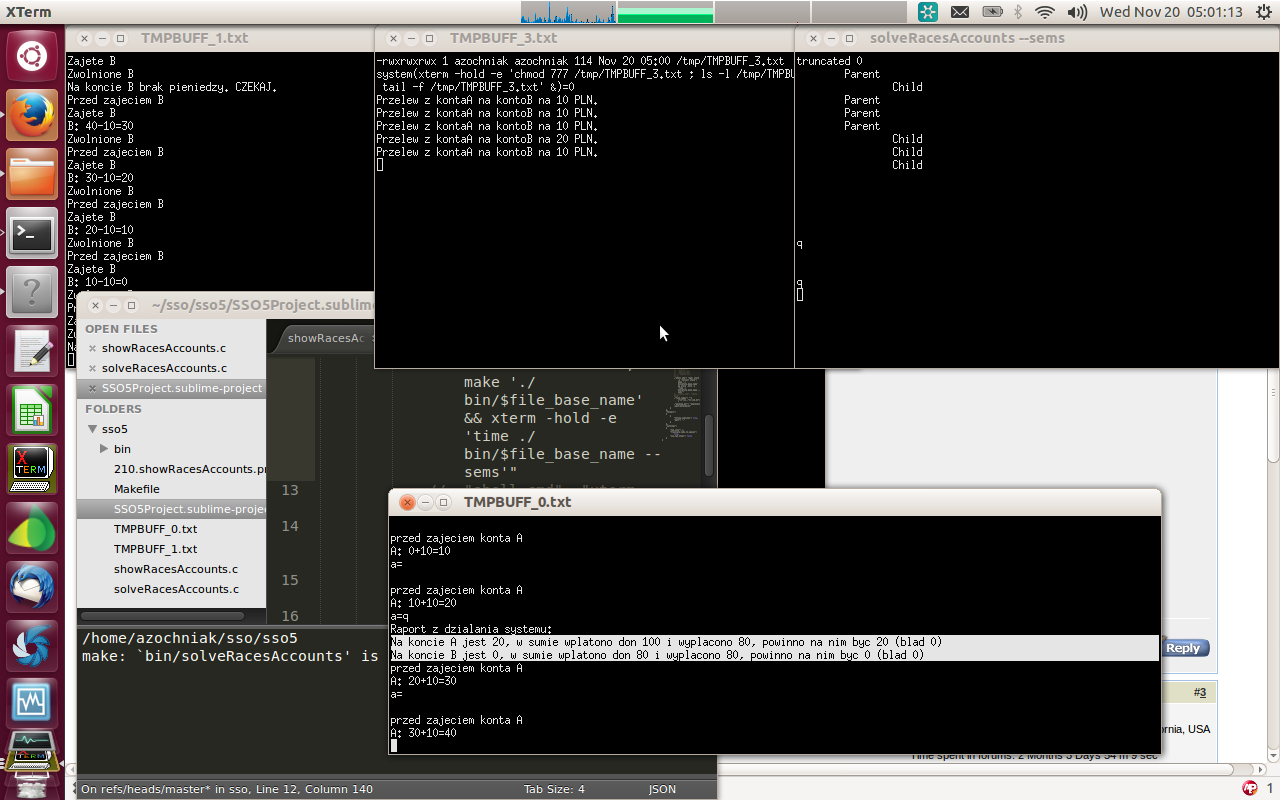 XTerm
Wed Nov 20 05:01:13
TMPBUFF_1.txt
Zajete B
Zwolnione B
Na koncie B brak pieniedzy. CZEKAJ.
Przed zajeciem B
Zajete B
B: 40-10=30
Zwolnione B
Przed zajeciem B
Zajete B
B: 30-10=20
Zwolnione B
Przed zajeciem B
Zajete B
B: 20-10=10
Zwolnione B
Przed zajeciem B
Zajete B
B: 10-10=0
TMPBUFF_3.txt
-rwxrwxrwx 1 azochniak azochniak 114 Nov 20 05:00 /tmp/TMPBUFF_3.txt
system(xterm -hold -e 'chmod 777 /tmp/TMPBUFF_3.txt ; ls -l /tmp/TMPBU
tail -f /tmp/TMPBUFF_3.txt' &)=0
Przelew z kontaA na kontoB na 10 PLN.
Przelew z kontaA na kontoB na 10 PLN.
Przelew z kontaA na kontoB na 10 PLN.
Przelew z kontaA na kontoB na 20 PLN.
Przelew z kontaA na kontoB na 10 PLN.
solveRacesAccounts --sems
truncated 0
Parent
Child
Parent
Parent
Parent
Child
Child
Child
q
q
~/sso/sso5/SSO5Project.sublime
OPEN FILES
showRacesAccounts.c
solveRacesAccounts.c
SSO5Project.sublime-project
FOLDERS
sso5
bin
210.showRacesAccounts.pr
Makefile
SSO5Project.sublime-proje
TMPBUFF_0.txt
TMPBUFF_1.txt
showRacesAccounts.c
solveRacesAccounts.c
showRacesAc
make './
bin/$file_base_name'
&& xterm -hold -e
'time ./
bin/$file_base_name --
sems'"
13
14
15
16
/home/azochniak/sso/sso5
make: `bin/solveRacesAccounts' is
On refs/heads/master* in sso, Line 12, Column 140
Tab Size: 4
JSON
TMPBUFF_0.txt
przed zajeciem konta A
A: 0+10=10
a=
przed zajeciem konta A
A: 10+10=20
a=q
Raport z dzialania systemu:
Na koncie A jest 20, w sumie wplatono don 100 i wyplacono 80, powinno na nim byc 20 (blad 0)
Na koncie B jest 0, w sumie wplatono don 80 i wyplacono 80, powinno na nim byc 0 (blad 0)
przed zajeciem konta A
A: 20+10=30
a=
przed zajeciem konta A
A: 30+10=40
Reply
#3
ornia, USA
Time spent in forums: 2 Months 3 Days 54 m 9 sec
1